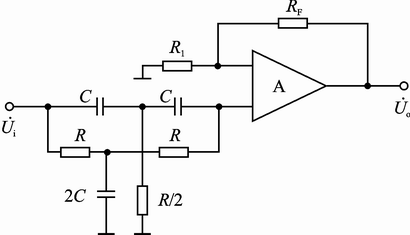 R_F
R_1
C C A
U̇_i U̇_o
R R
2C R/2